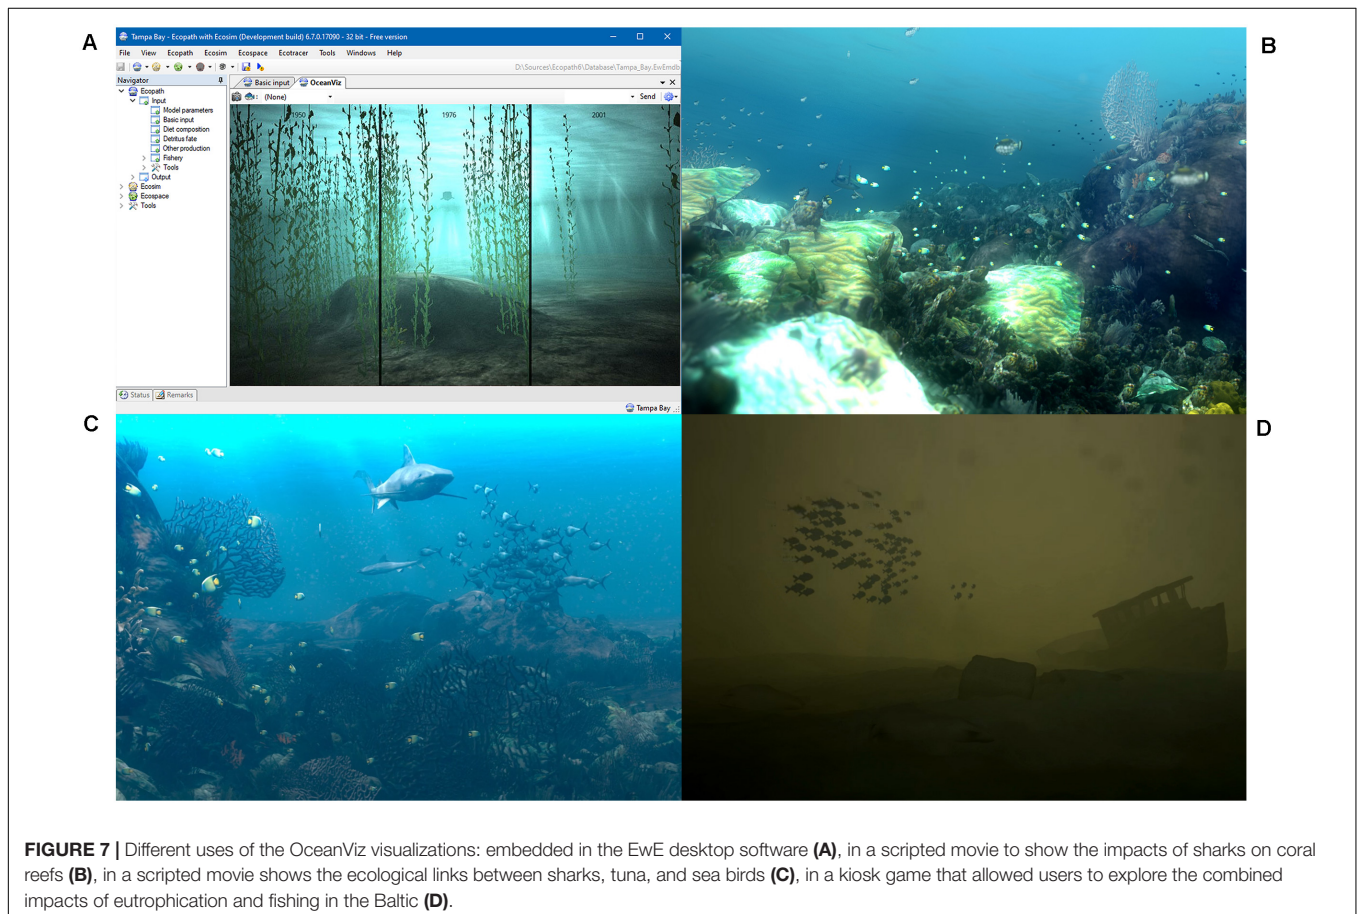 A
Tampa Bay - Ecopath with Ecosim (Development build) 6.7.0.17090 - 32 bit - Free version
File View Ecopath Ecosim Ecospace Ecotracer Tools Windows Help
D:\Sources\Ecopath6\Database\Tampa_Bay.EwEmdb
Navigator
Ecopath
Input
Model parameters
Basic input
Diet composition
Detritus fate
Other production
Fishery
Tools
Output
Ecosim
Ecospace
Tools
Basic input OceanViz
(None) Send
1950 1976 2001
Status Remarks
Tampa Bay
B
C
D
FIGURE 7 | Different uses of the OceanViz visualizations: embedded in the EwE desktop software (A), in a scripted movie to show the impacts of sharks on coral
reefs (B), in a scripted movie shows the ecological links between sharks, tuna, and sea birds (C), in a kiosk game that allowed users to explore the combined
impacts of eutrophication and fishing in the Baltic (D).